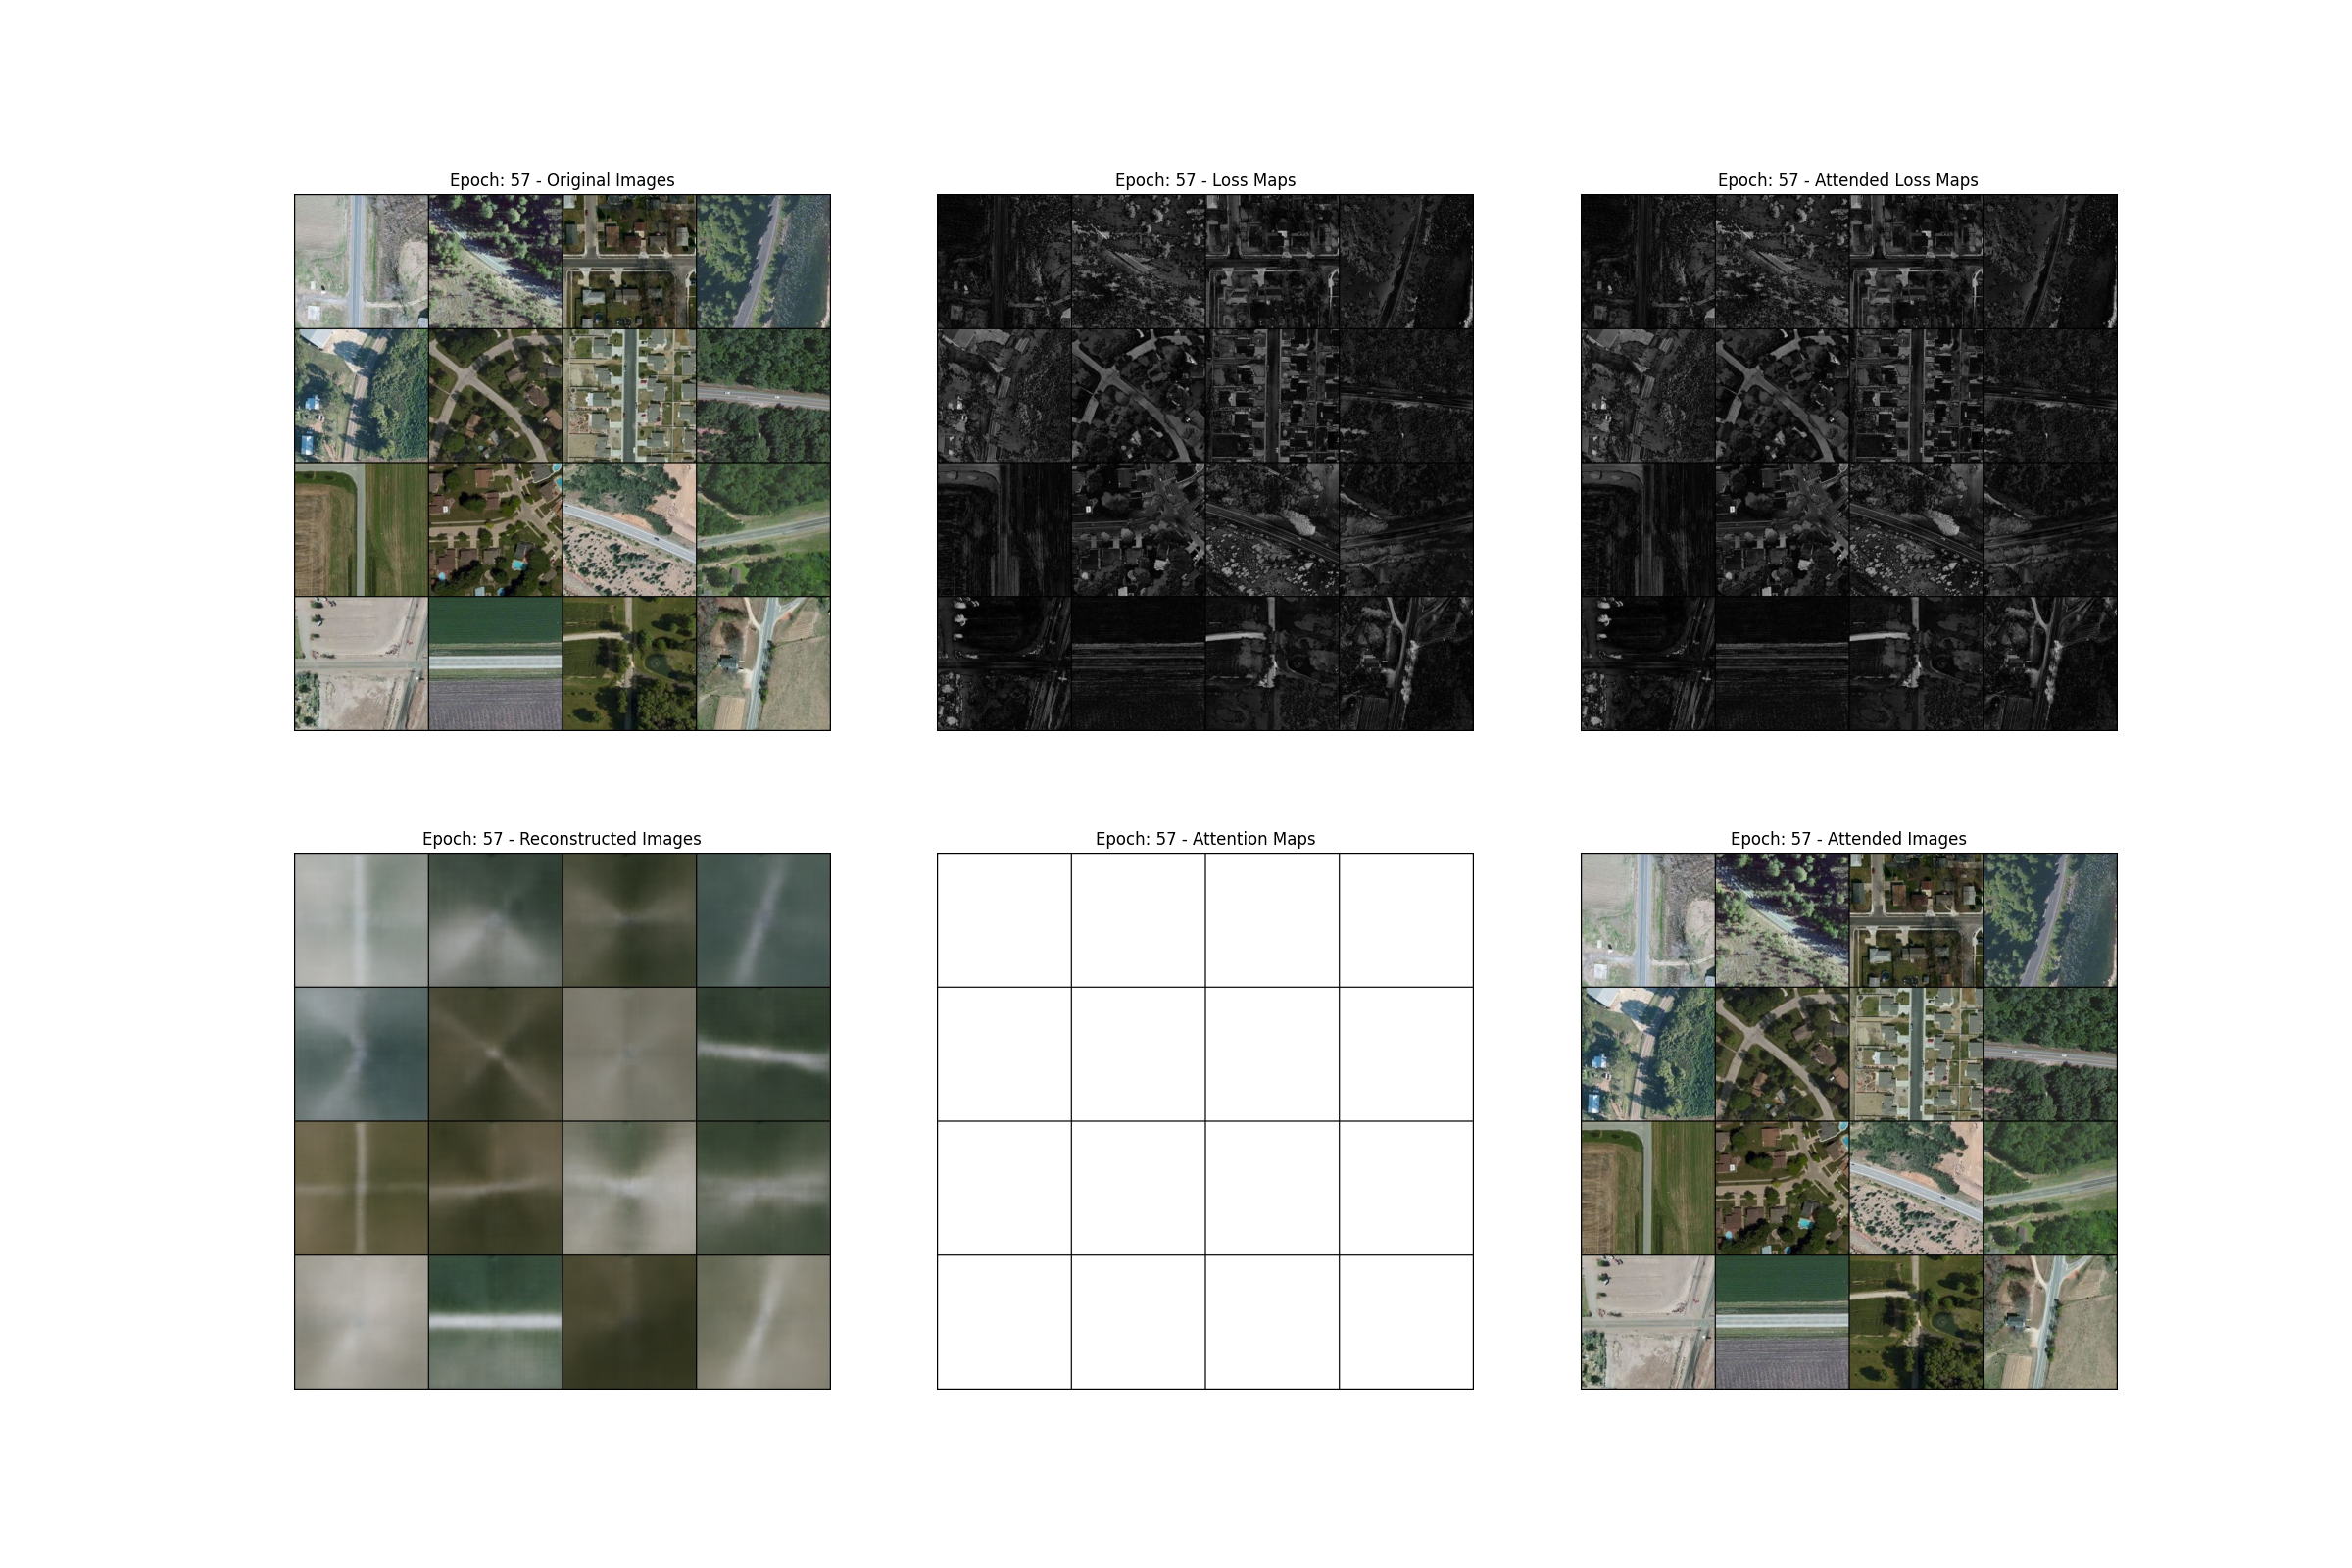 Epoch: 57 - Original Images
Epoch: 57 - Loss Maps
Epoch: 57 - Attended Loss Maps
Epoch: 57 - Reconstructed Images
Epoch: 57 - Attention Maps
Epoch: 57 - Attended Images